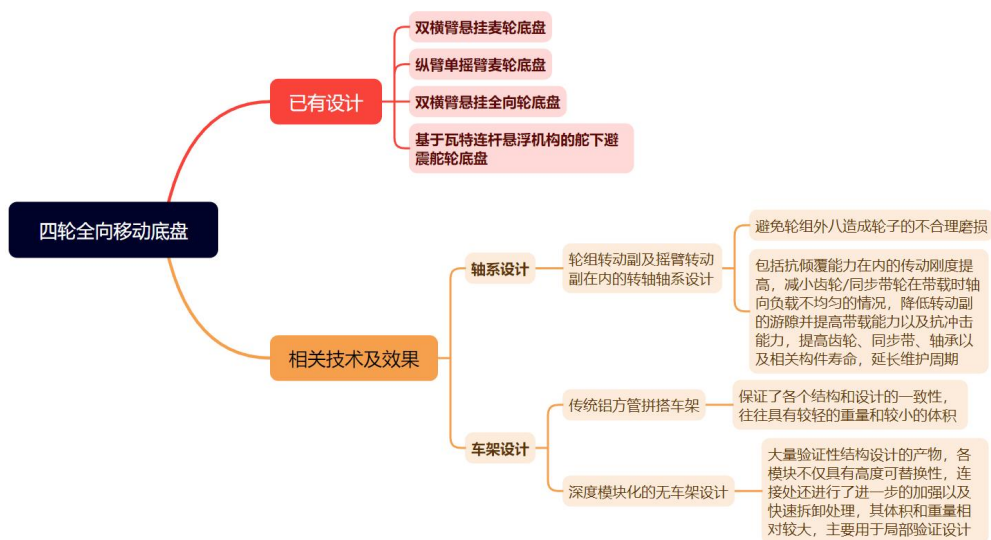 四轮全向移动底盘
已有设计
双横臂悬挂麦轮底盘
纵臂单摇臂麦轮底盘
双横臂悬挂全向轮底盘
基于瓦特连杆悬浮机构的舵下避
震舵轮底盘
相关技术及效果
轴系设计
轮组转动副及摇臂转动
副在内的转轴轴系设计
避免轮组外八造成轮子的不合理磨损
包括抗倾覆能力在内的传动刚度提
高，减小齿轮/同步带轮在带载时轴
向负载不均匀的情况，降低转动副
的游隙并提高带载能力以及抗冲击
能力，提高齿轮、同步带、轴承以
及相关构件寿命，延长维护周期
车架设计
传统铝方管拼搭车架
保证了各个结构和设计的一致性，
往往具有较轻的重量和较小的体积
深度模块化的无车架设计
大量验证性结构设计的产物，各
模块不仅具有高度可替换性，连
接处还进行了进一步的加强以及
快速拆卸处理，其体积和重量相
对较大，主要用于局部验证设计